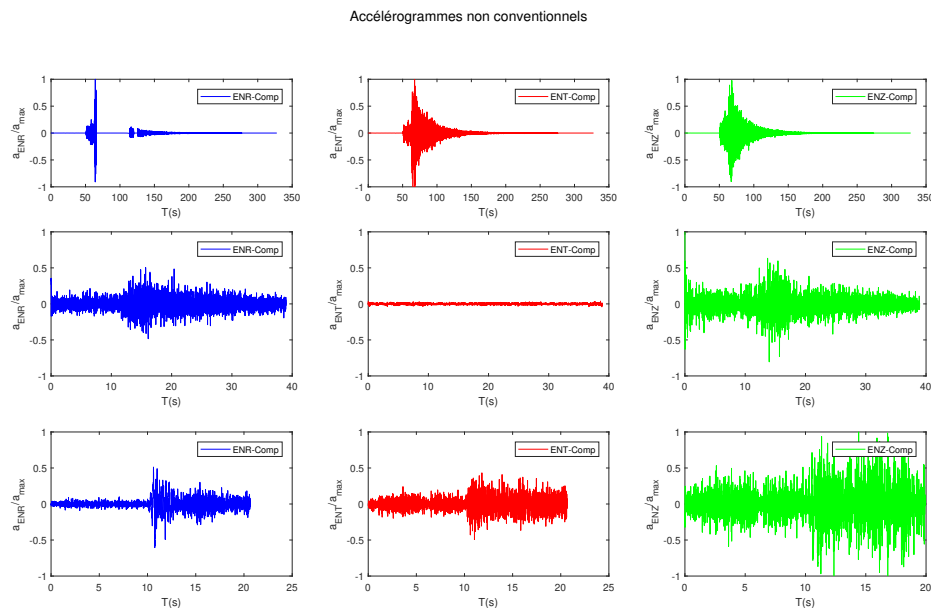 Accélérogrammes non conventionnels
1
0.5
0
-0.5
-1
a_ENR/a_max
ENR-Comp
0 50 100 150 200 250 300 350
T(s)
1
0.5
0
-0.5
-1
a_ENT/a_max
ENT-Comp
0 50 100 150 200 250 300 350
T(s)
1
0.5
0
-0.5
-1
a_ENZ/a_max
ENZ-Comp
0 50 100 150 200 250 300 350
T(s)
1
0.5
0
-0.5
-1
a_ENR/a_max
ENR-Comp
0 10 20 30 40
T(s)
1
0.5
0
-0.5
-1
a_ENT/a_max
ENT-Comp
0 10 20 30 40
T(s)
1
0.5
0
-0.5
-1
a_ENZ/a_max
ENZ-Comp
0 10 20 30 40
T(s)
1
0.5
0
-0.5
-1
a_ENR/a_max
ENR-Comp
0 5 10 15 20 25
T(s)
1
0.5
0
-0.5
-1
a_ENT/a_max
ENT-Comp
0 5 10 15 20 25
T(s)
1
0.5
0
-0.5
-1
a_ENZ/a_max
ENZ-Comp
0 5 10 15 20
T(s)